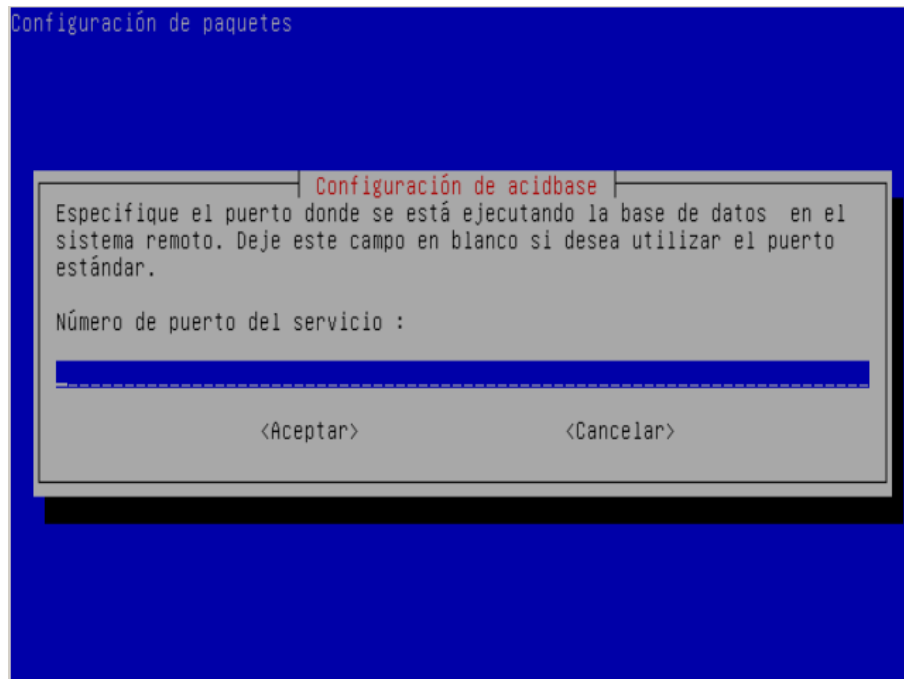 Configuración de paquetes
Configuración de acidbase
Especifique el puerto donde se está ejecutando la base de datos  en el
sistema remoto. Deje este campo en blanco si desea utilizar el puerto
estándar.
Número de puerto del servicio :
<Aceptar> <Cancelar>